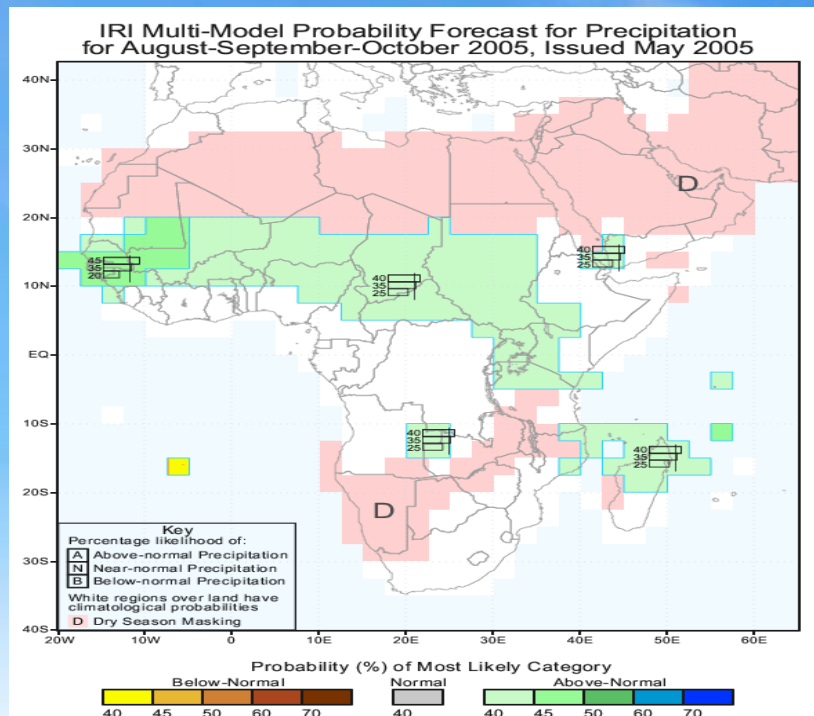 IRI Multi-Model Probability Forecast for Precipitation
for August-September-October 2005, Issued May 2005
40N
30N
20N
10N
EQ
10S
20S
30S
40S
D
45
35
20
40
35
25
40
35
25
40
35
25
40
35
25
D
Key
Percentage likelihood of:
A Above-normal Precipitation
N Near-normal Precipitation
B Below-normal Precipitation
White regions over land have
climatological probabilities
D Dry Season Masking
20W 10W 0 10E 20E 30E 40E 50E 60E
Probability (%) of Most Likely Category
Below-Normal Normal Above-Normal
40 45 50 60 70 40 40 45 50 60 70